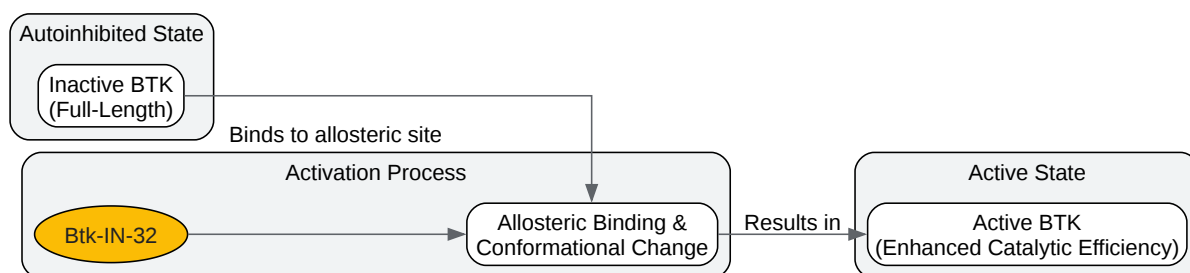 Autoinhibited State
Inactive BTK
(Full-Length)
Binds to allosteric site
Activation Process
Btk-IN-32
Allosteric Binding &
Conformational Change
Results in
Active State
Active BTK
(Enhanced Catalytic Efficiency)